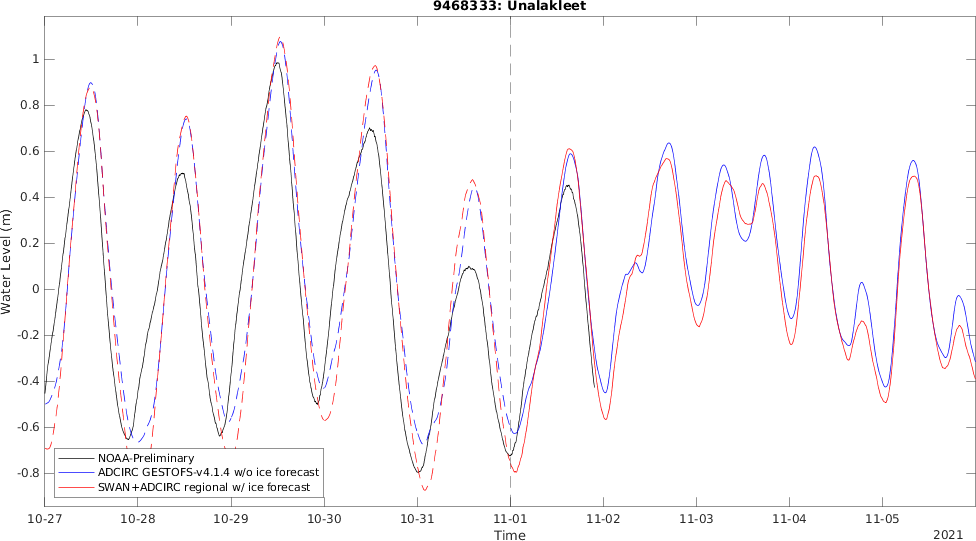 9468333: Unalakleet
1
0.8
0.6
0.4
0.2
0
-0.2
-0.4
-0.6
-0.8
Water Level (m)
NOAA-Preliminary
ADCIRC GESTOFS-v4.1.4 w/o ice forecast
SWAN+ADCIRC regional w/ ice forecast
10-27 10-28 10-29 10-30 10-31 11-01 11-02 11-03 11-04 11-05
Time
2021